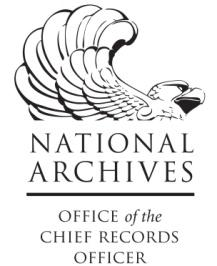 NATIONAL
ARCHIVES
OFFICE of the
CHIEF RECORDS
OFFICER